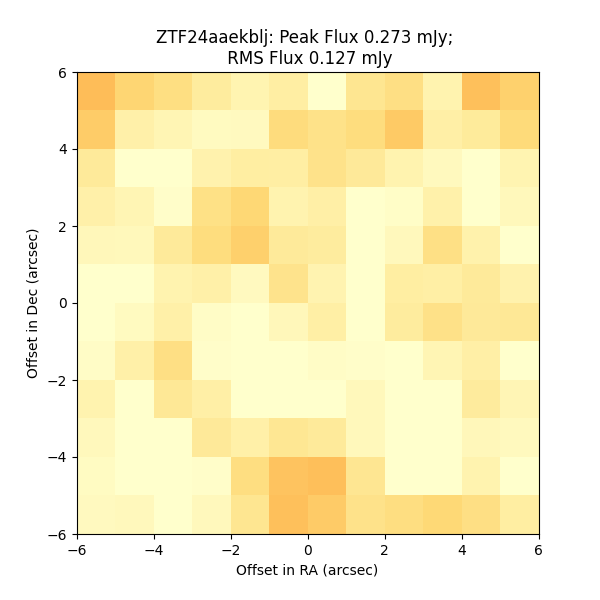 ZTF24aaekblj: Peak Flux 0.273 mJy;
RMS Flux 0.127 mJy
6
4
2
0
−2
−4
−6
Offset in Dec (arcsec)
−6 −4 −2 0 2 4 6
Offset in RA (arcsec)